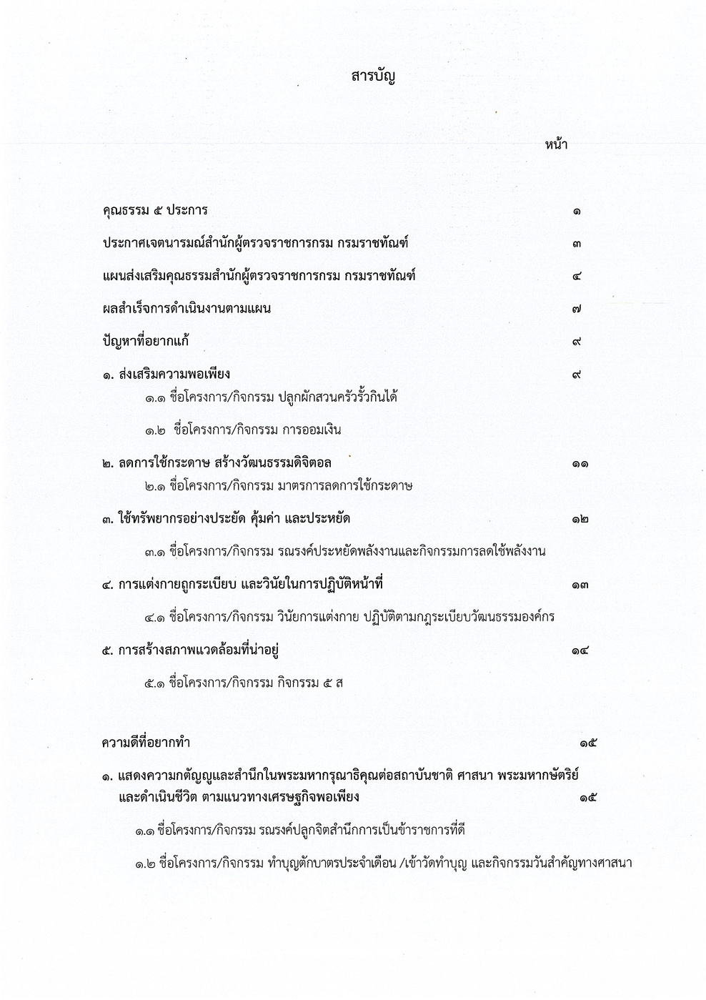 สารบัญ
หน้า
คุณธรรม ๕ ประการ ๑
ประกาศเจตนารมณ์สำนักผู้ตรวจราชการกรม กรมราชทัณฑ์ ๓
แผนส่งเสริมคุณธรรมสำนักผู้ตรวจราชการกรม กรมราชทัณฑ์ ๔
ผลสำเร็จการดำเนินงานตามแผน ๗
ปัญหาที่อยากแก้ ๙
๑. ส่งเสริมความพอเพียง ๙
๑.๑ ชื่อโครงการ/กิจกรรม ปลูกผักสวนครัวรั้วกินได้
๑.๒ ชื่อโครงการ/กิจกรรม การออมเงิน
๒. ลดการใช้กระดาษ สร้างวัฒนธรรมดิจิตอล ๑๑
๒.๑ ชื่อโครงการ/กิจกรรม มาตรการลดการใช้กระดาษ
๓. ใช้ทรัพยากรอย่างประยัด คุ้มค่า และประหยัด ๑๒
๓.๑ ชื่อโครงการ/กิจกรรม รณรงค์ประหยัดพลังงานและกิจกรรมการลดใช้พลังงาน
๔. การแต่งกายถูกระเบียบ และวินัยในการปฏิบัติหน้าที่ ๑๓
๔.๑ ชื่อโครงการ/กิจกรรม วินัยการแต่งกาย ปฏิบัติตามกฎระเบียบวัฒนธรรมองค์กร
๕. การสร้างสภาพแวดล้อมที่น่าอยู่ ๑๔
๕.๑ ชื่อโครงการ/กิจกรรม กิจกรรม ๕ ส
ความดีที่อยากทำ ๑๕
๑. แสดงความกตัญญูและสำนึกในพระมหากรุณาธิคุณต่อสถาบันชาติ ศาสนา พระมหากษัตริย์
และดำเนินชีวิต ตามแนวทางเศรษฐกิจพอเพียง ๑๕
๑.๑ ชื่อโครงการ/กิจกรรม รณรงค์ปลูกจิตสำนึกการเป็นข้าราชการที่ดี
๑.๒ ชื่อโครงการ/กิจกรรม ทำบุญตักบาตรประจำเดือน /เข้าวัดทำบุญ และกิจกรรมวันสำคัญทางศาสนา